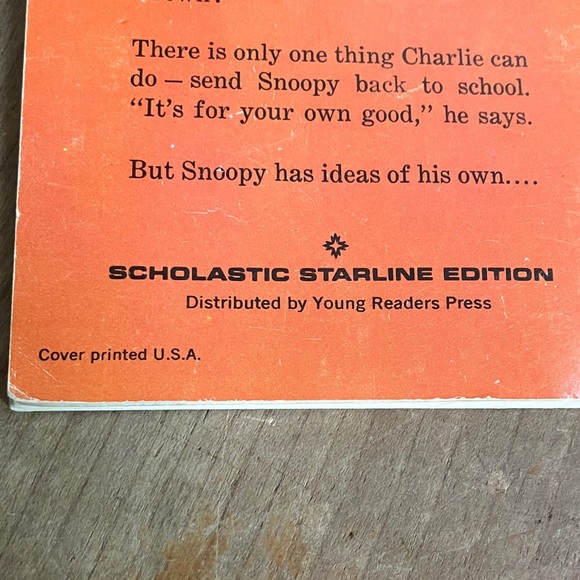 There is only one thing Charlie can
do — send Snoopy back to school.
“It’s for your own good,” he says.
But Snoopy has ideas of his own....
SCHOLASTIC STARLINE EDITION
Distributed by Young Readers Press
Cover printed U.S.A.